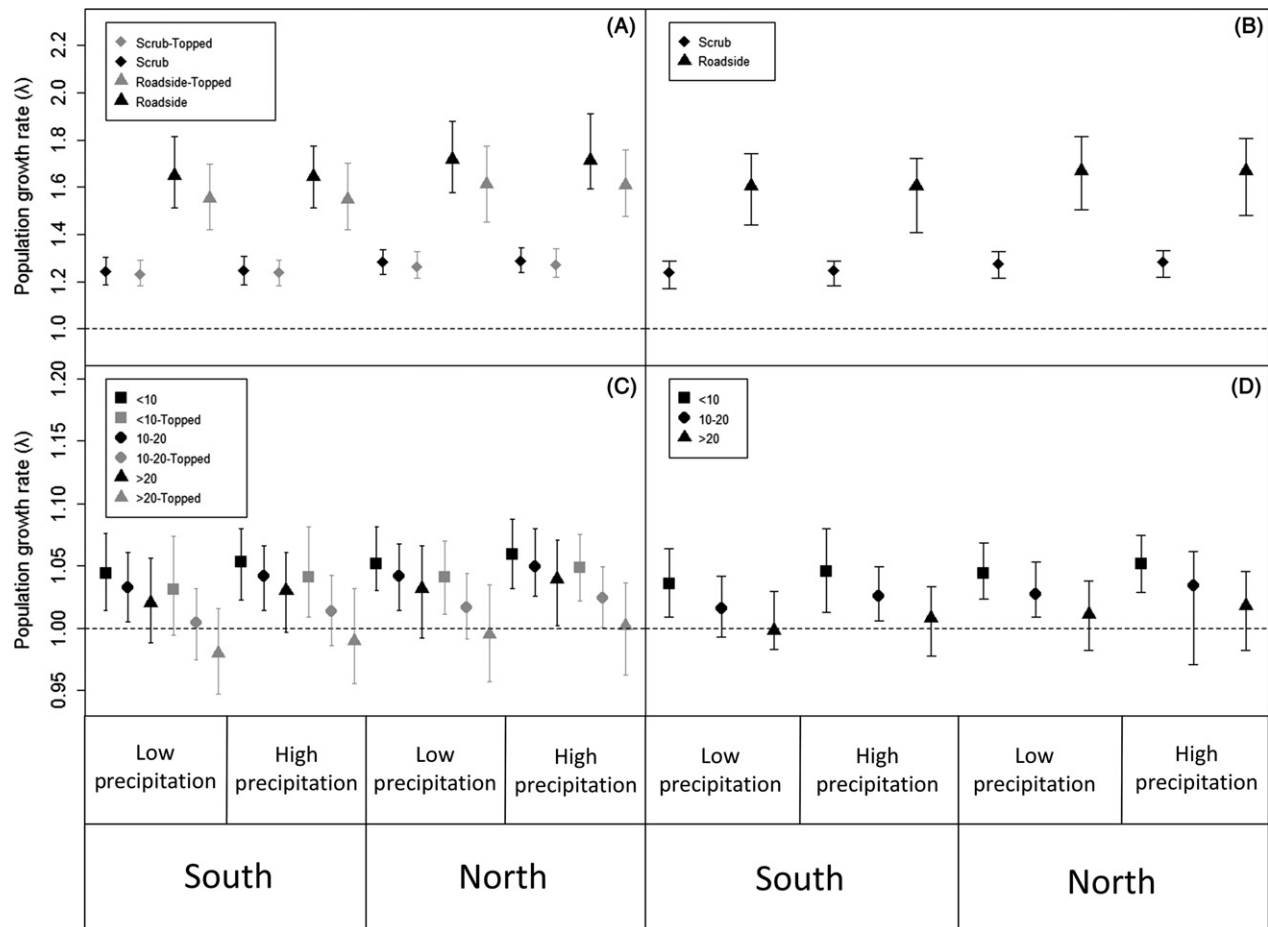 (A)
Scrub-Topped
Scrub
Roadside-Topped
Roadside
Population growth rate (λ)
2.2
2.0
1.8
1.6
1.4
1.2
1.0
(B)
Scrub
Roadside
(C)
<10
<10-Topped
10-20
10-20-Topped
>20
>20-Topped
Population growth rate (λ)
1.20
1.15
1.10
1.05
1.00
0.95
(D)
<10
10-20
>20
Low
precipitation
High
precipitation
Low
precipitation
High
precipitation
Low
precipitation
High
precipitation
Low
precipitation
High
precipitation
South
North
South
North